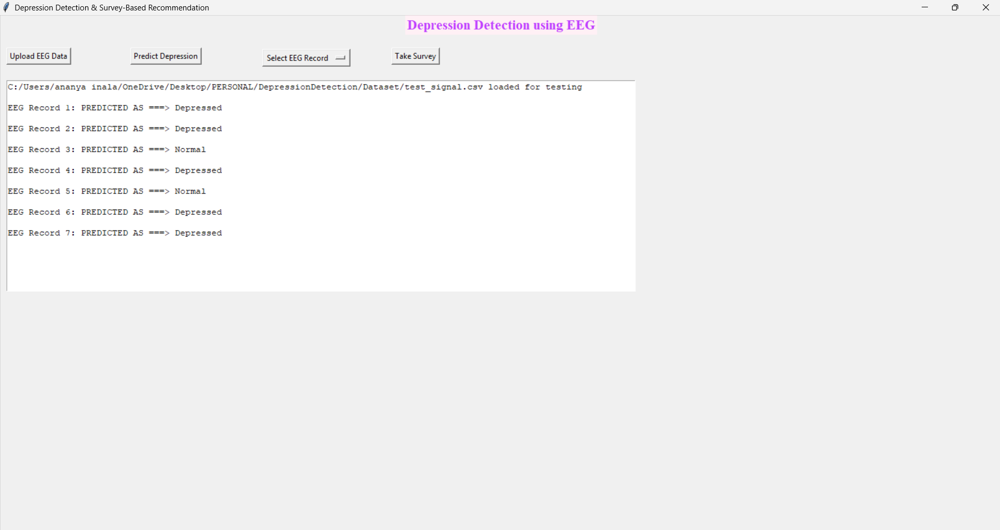 Depression Detection & Survey-Based Recommendation
Depression Detection using EEG
Upload EEG Data
Predict Depression
Select EEG Record
Take Survey
C:/Users/ananya inala/OneDrive/Desktop/PERSONAL/DepressionDetection/Dataset/test_signal.csv loaded for testing
EEG Record 1: PREDICTED AS ===> Depressed
EEG Record 2: PREDICTED AS ===> Depressed
EEG Record 3: PREDICTED AS ===> Normal
EEG Record 4: PREDICTED AS ===> Depressed
EEG Record 5: PREDICTED AS ===> Normal
EEG Record 6: PREDICTED AS ===> Depressed
EEG Record 7: PREDICTED AS ===> Depressed